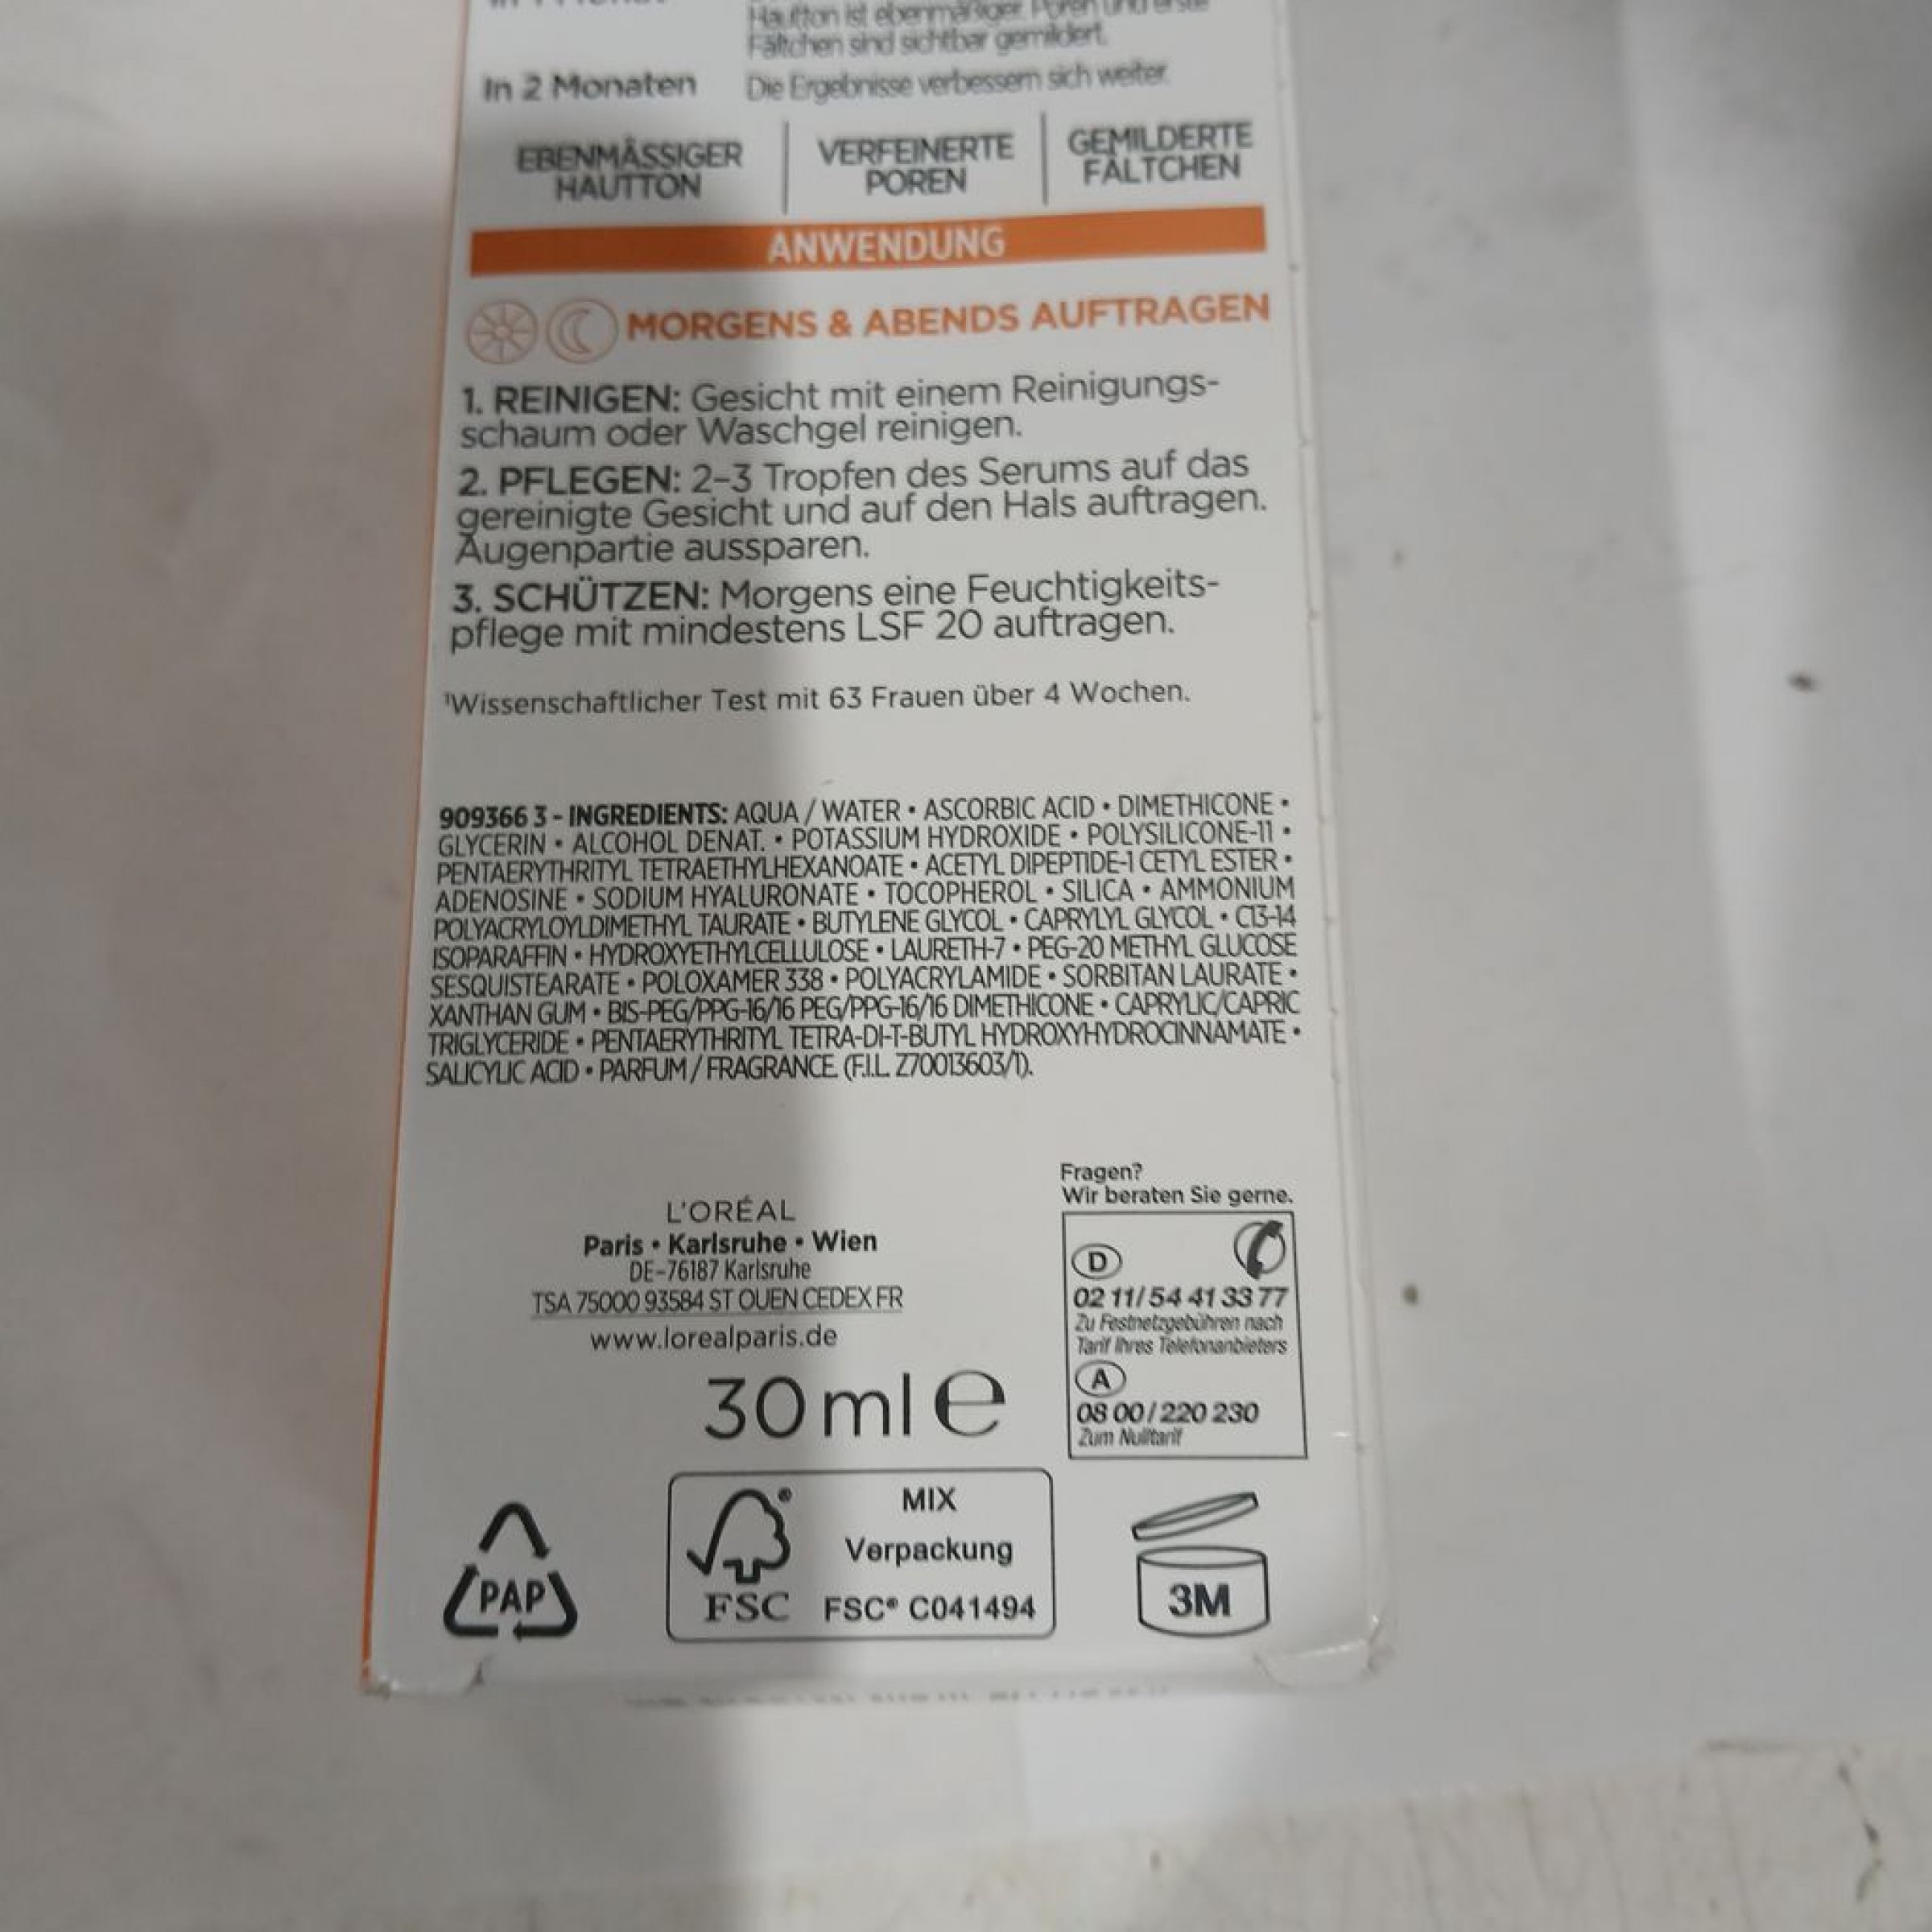 Hautton ist ebenmäßiger. Poren und erste
Fältchen sind sichtbar gemildert.
In 2 Monaten Die Ergebnisse verbessern sich weiter.
EBENMÄSSIGER HAUTTON
VERFEINERTE POREN
GEMILDERTE FÄLTCHEN
ANWENDUNG
MORGENS & ABENDS AUFTRAGEN
1. REINIGEN: Gesicht mit einem Reinigungs-
schaum oder Waschgel reinigen.
2. PFLEGEN: 2-3 Tropfen des Serums auf das
gereinigte Gesicht und auf den Hals auftragen.
Augenpartie aussparen.
3. SCHÜTZEN: Morgens eine Feuchtigkeits-
pflege mit mindestens LSF 20 auftragen.
¹Wissenschaftlicher Test mit 63 Frauen über 4 Wochen.
909366 3 - INGREDIENTS: AQUA / WATER • ASCORBIC ACID • DIMETHICONE •
GLYCERIN • ALCOHOL DENAT. • POTASSIUM HYDROXIDE • POLYSILICONE-11 •
PENTAERYTHRITYL TETRAETHYLHEXANOATE • ACETYL DIPEPTIDE-1 CETYL ESTER •
ADENOSINE • SODIUM HYALURONATE • TOCOPHEROL • SILICA • AMMONIUM
POLYACRYLOYLDIMETHYL TAURATE • BUTYLENE GLYCOL • CAPRYLYL GLYCOL • C13-14
ISOPARAFFIN • HYDROXYETHYLCELLULOSE • LAURETH-7 • PEG-20 METHYL GLUCOSE
SESQUISTEARATE • POLOXAMER 338 • POLYACRYLAMIDE • SORBITAN LAURATE •
XANTHAN GUM • BIS-PEG/PPG-16/16 PEG/PPG-16/16 DIMETHICONE • CAPRYLIC/CAPRIC
TRIGLYCERIDE • PENTAERYTHRITYL TETRA-DI-T-BUTYL HYDROXYHYDROCINNAMATE •
SALICYLIC ACID • PARFUM / FRAGRANCE (F.I.L. Z70013603/1).
L'ORÉAL
Paris • Karlsruhe • Wien
DE-76187 Karlsruhe
TSA 75000 93584 ST OUEN CEDEX FR
www.lorealparis.de
30 ml e
Fragen?
Wir beraten Sie gerne.
D
02 11/54 41 33 77
Zu Festnetzgebühren nach
Tarif Ihres Telefonanbieters
A
08 00/220 230
Zum Nulltarif
PAP
FSC
MIX
Verpackung
FSC® C041494
3M